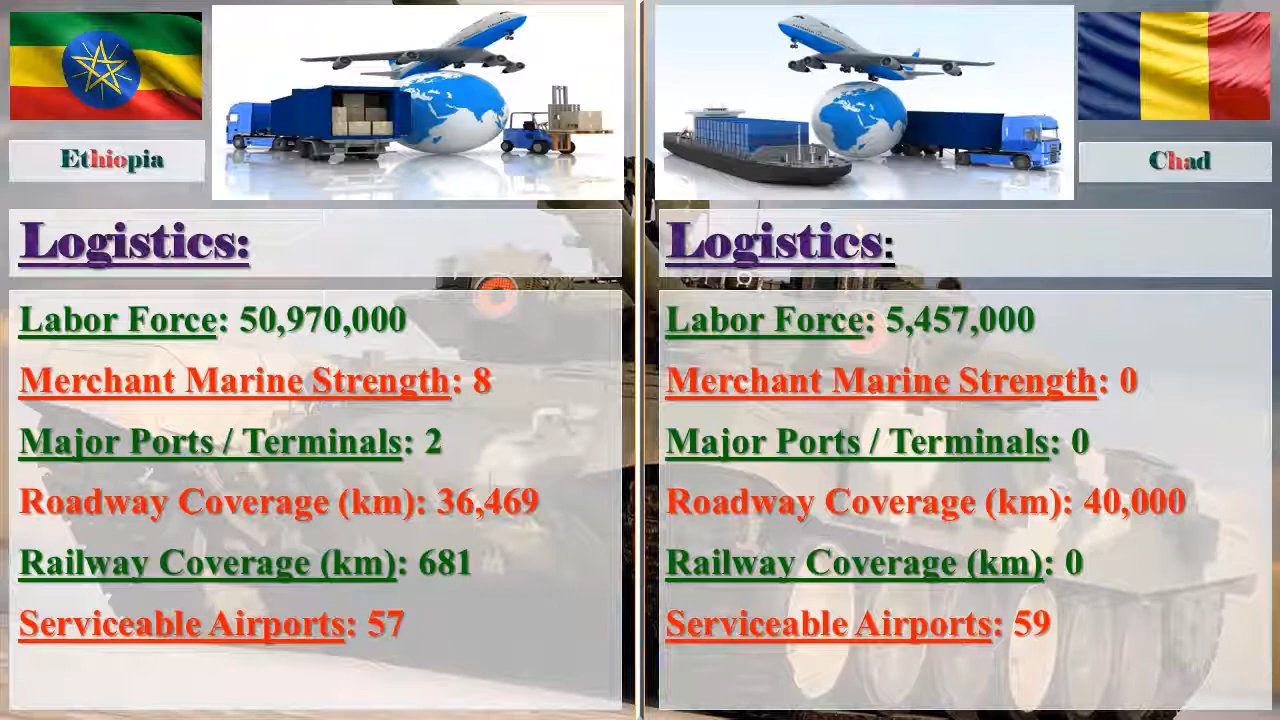 Ethiopia
Logistics:
Labor Force: 50,970,000
Merchant Marine Strength: 8
Major Ports / Terminals: 2
Roadway Coverage (km): 36,469
Railway Coverage (km): 681
Serviceable Airports: 57
Chad
Logistics:
Labor Force: 5,457,000
Merchant Marine Strength: 0
Major Ports / Terminals: 0
Roadway Coverage (km): 40,000
Railway Coverage (km): 0
Serviceable Airports: 59